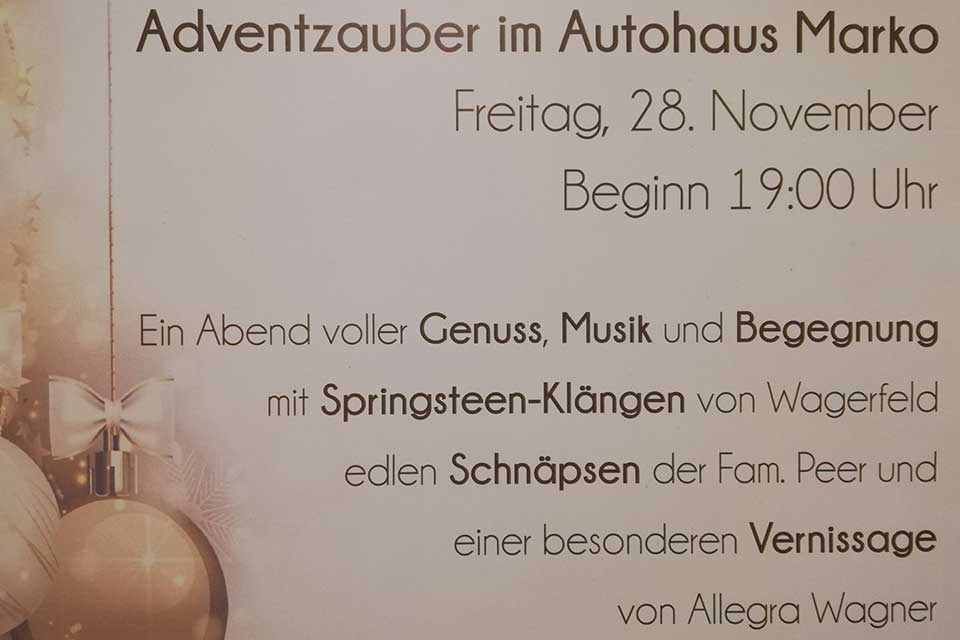 Adventzauber im Autohaus Marko
Freitag, 28. November
Beginn 19:00 Uhr
Ein Abend voller Genuss, Musik und Begegnung
mit Springsteen-Klängen von Wagerfeld
edlen Schnäpsen der Fam. Peer und
einer besonderen Vernissage
von Allegra Wagner